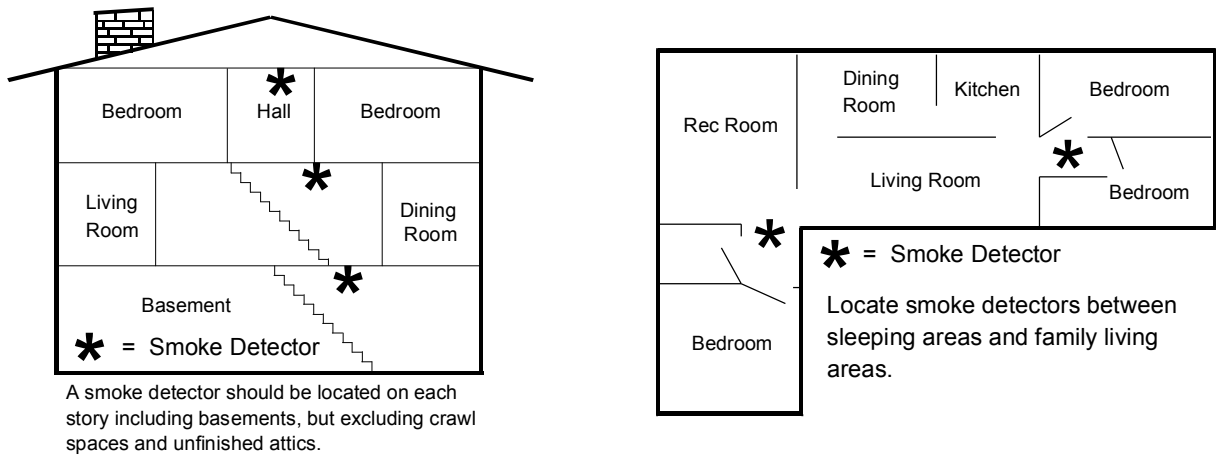 Bedroom
Hall
Bedroom
Living
Room
Dining
Room
Basement
= Smoke Detector
A smoke detector should be located on each
story including basements, but excluding crawl
spaces and unfinished attics.
Rec Room
Dining
Room
Kitchen
Bedroom
Living Room
Bedroom
Bedroom
= Smoke Detector
Locate smoke detectors between
sleeping areas and family living
areas.